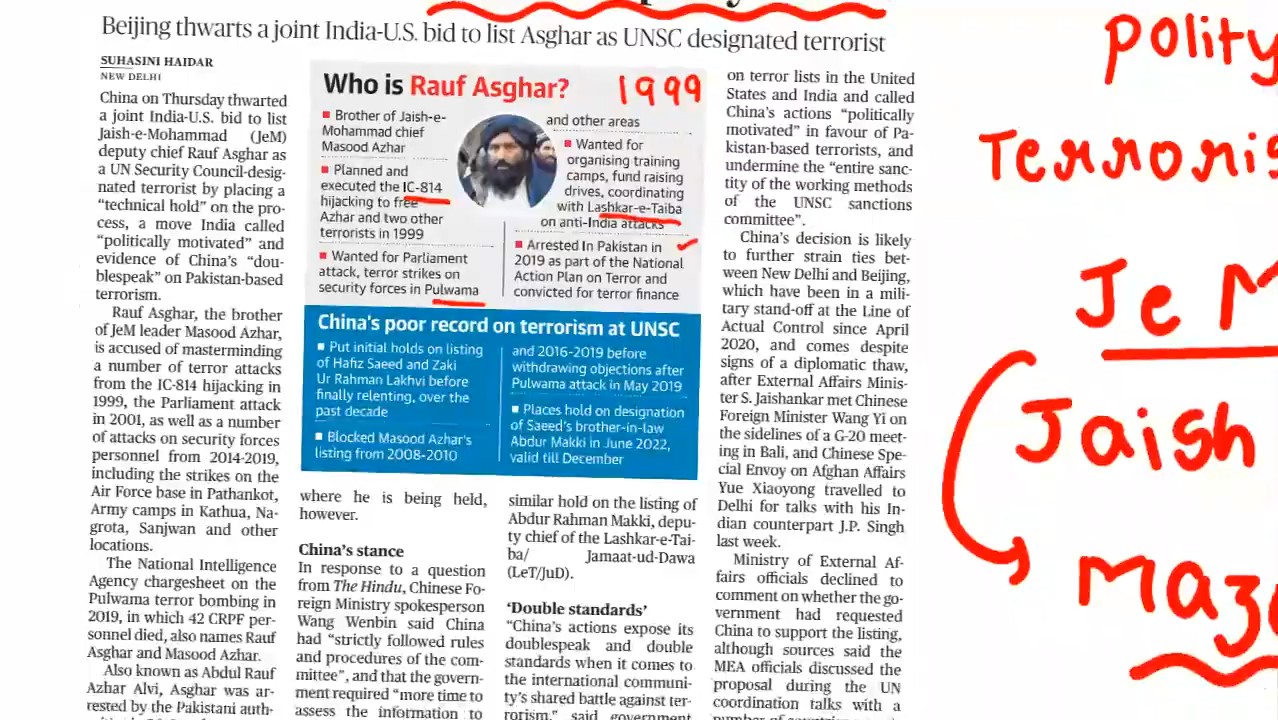 Beijing thwarts a joint India-U.S. bid to list Asghar as UNSC designated terrorist
SUHASINI HAIDAR
NEW DELHI
China on Thursday thwarted
a joint India-U.S. bid to list
Jaish-e-Mohammad (JeM)
deputy chief Rauf Asghar as
a UN Security Council-desig-
nated terrorist by placing a
"technical hold" on the pro-
cess, a move India called
"politically motivated" and
evidence of China's "dou-
blespeak" on Pakistan-based
terrorism.
Rauf Asghar, the brother
of JeM leader Masood Azhar,
is accused of masterminding
a number of terror attacks
from the IC-814 hijacking in
1999, the Parliament attack
in 2001, as well as a number
of attacks on security forces
personnel from 2014-2019,
including the strikes on the
Air Force base in Pathankot,
Army camps in Kathua, Na-
grota, Sanjwan and other
locations.
The National Intelligence
Agency chargesheet on the
Pulwama terror bombing in
2019, in which 42 CRPF per-
sonnel died, also names Rauf
Asghar and Masood Azhar.
Also known as Abdul Rauf
Azhar Alvi, Asghar was ar-
rested by the Pakistani auth-
Who is Rauf Asghar?
1999
Brother of Jaish-e-
Mohammad chief
Masood Azhar
Planned and
executed the IC-814
hijacking to free
Azhar and two other
terrorists in 1999
Wanted for Parliament
attack, terror strikes on
security forces in Pulwama
and other areas
Wanted for
organising training
camps, fund raising
drives, coordinating
with Lashkar-e-Taiba
on anti-India attacks
Arrested In Pakistan in
2019 as part of the National
Action Plan on Terror and
convicted for terror finance
China's poor record on terrorism at UNSC
Put initial holds on listing
of Hafiz Saeed and Zaki
Ur Rahman Lakhvi before
finally relenting, over the
past decade
Blocked Masood Azhar's
listing from 2008-2010
and 2016-2019 before
withdrawing objections after
Pulwama attack in May 2019
Places hold on designation
of Saeed's brother-in-law
Abdur Makki in June 2022,
valid till December
where he is being held,
however.
China's stance
In response to a question
from The Hindu, Chinese Fo-
reign Ministry spokesperson
Wang Wenbin said China
had "strictly followed rules
and procedures of the com-
mittee", and that the govern-
ment required "more time to
assess the information to
similar hold on the listing of
Abdur Rahman Makki, depu-
ty chief of the Lashkar-e-Tai-
ba/ Jamaat-ud-Dawa
(LeT/JuD).
'Double standards'
"China's actions expose its
doublespeak and double
standards when it comes to
the international communi-
ty's shared battle against ter-
rorism," said government
on terror lists in the United
States and India and called
China's actions "politically
motivated" in favour of Pa-
kistan-based terrorists, and
undermine the "entire sanc-
tity of the working methods
of the UNSC sanctions
committee".
China's decision is likely
to further strain ties bet-
ween New Delhi and Beijing,
which have been in a mili-
tary stand-off at the Line of
Actual Control since April
2020, and comes despite
signs of a diplomatic thaw,
after External Affairs Minis-
ter S. Jaishankar met Chinese
Foreign Minister Wang Yi on
the sidelines of a G-20 meet-
ing in Bali, and Chinese Spe-
cial Envoy on Afghan Affairs
Yue Xiaoyong travelled to
Delhi for talks with his In-
dian counterpart J.P. Singh
last week.
Ministry of External Af-
fairs officials declined to
comment on whether the go-
vernment had requested
China to support the listing,
although sources said the
MEA officials discussed the
proposal during the UN
coordination talks with a
number of countries
polity
Terroris
Je M
Jaish
Maz